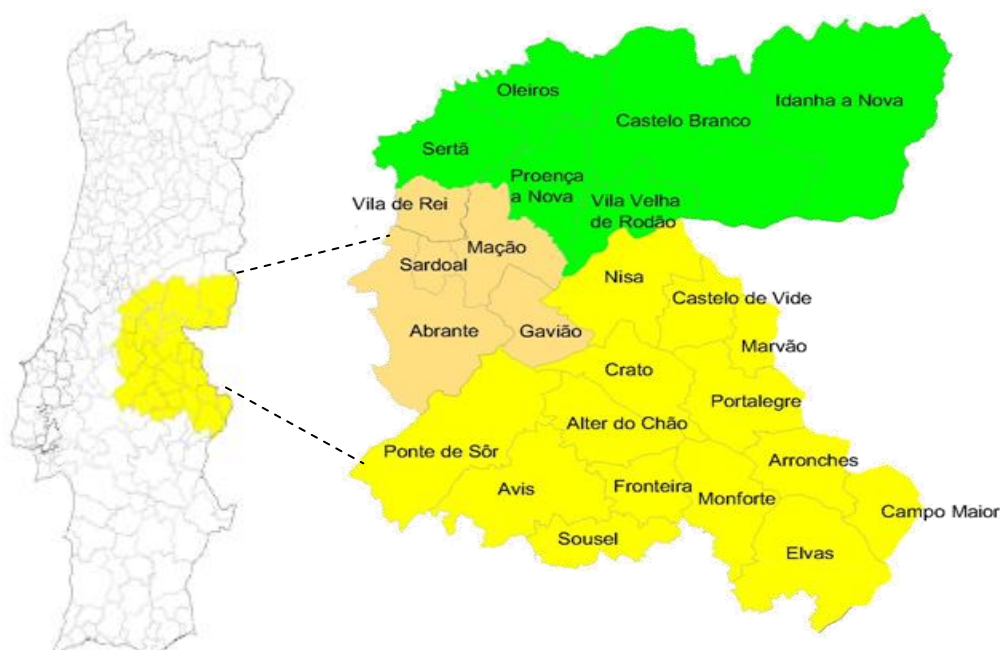 Oleiros
Idanha a Nova
Castelo Branco
Sertã
Proença
a Nova
Vila Velha
de Rodão
Vila de Rei
Mação
Sardoal
Nisa
Castelo de Vide
Abrante
Gavião
Marvão
Crato
Portalegre
Alter do Chão
Ponte de Sôr
Arronches
Avis
Fronteira
Monforte
Campo Maior
Sousel
Elvas